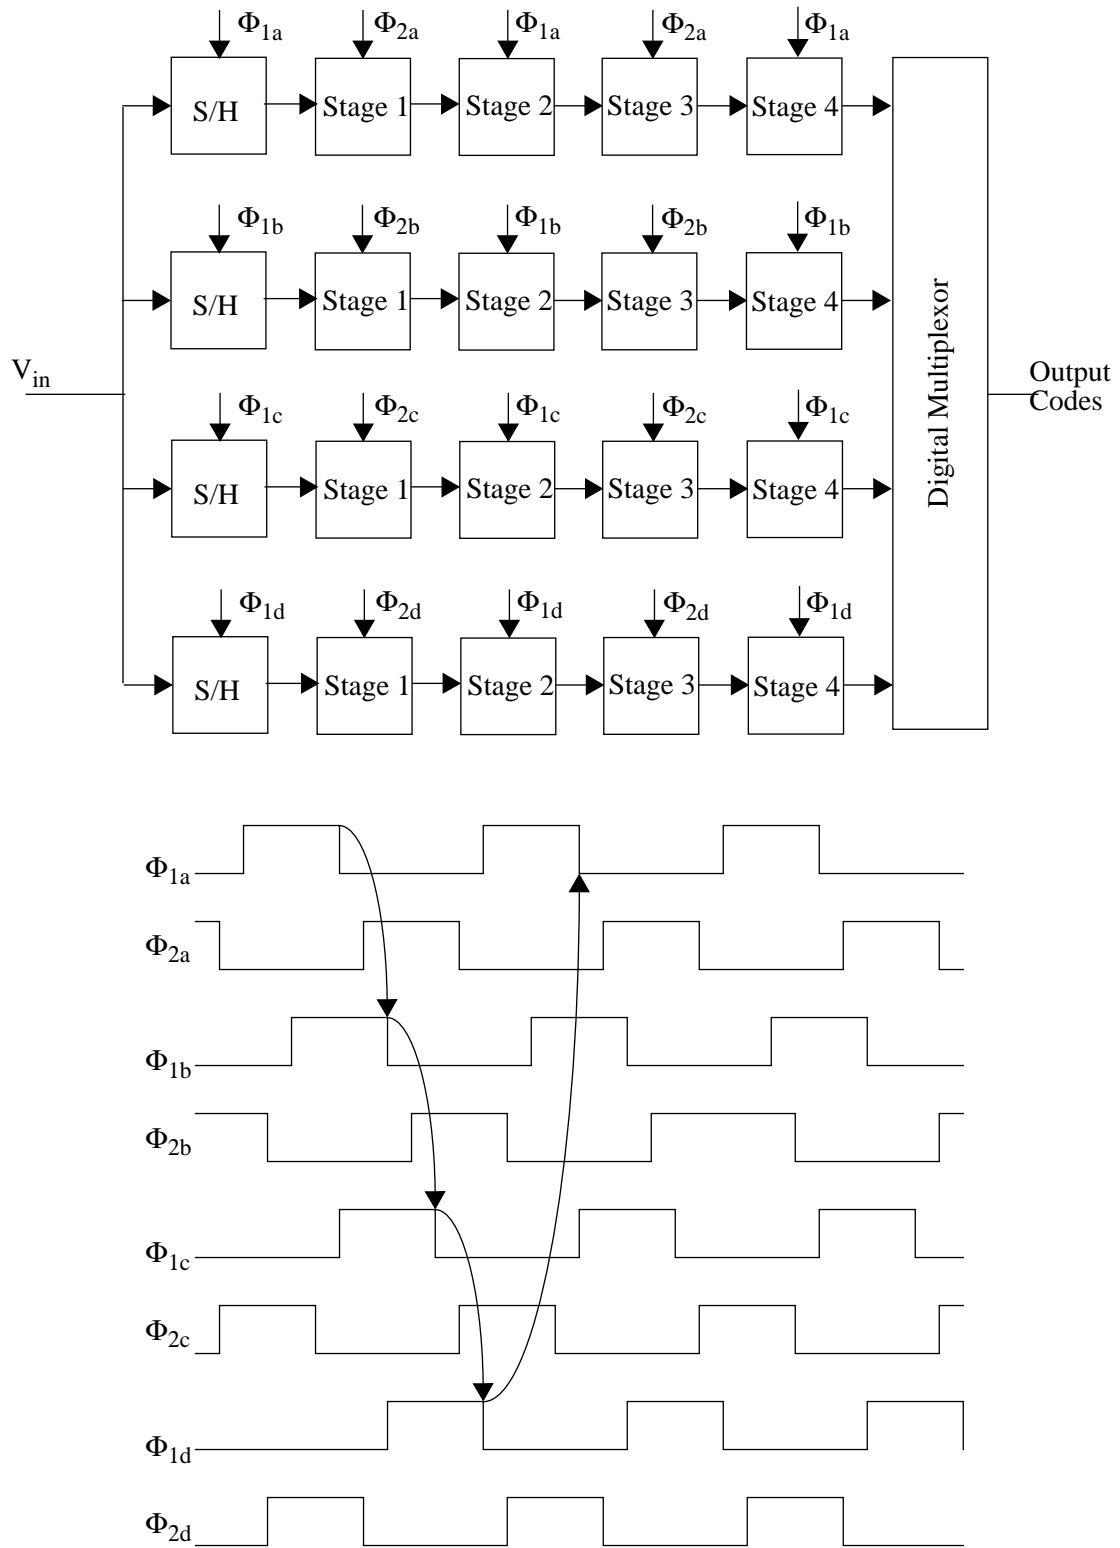 Φ1a Φ2a Φ1a Φ2a Φ1a
S/H Stage 1 Stage 2 Stage 3 Stage 4
Φ1b Φ2b Φ1b Φ2b Φ1b
S/H Stage 1 Stage 2 Stage 3 Stage 4
Vin
Φ1c Φ2c Φ1c Φ2c Φ1c
S/H Stage 1 Stage 2 Stage 3 Stage 4
Φ1d Φ2d Φ1d Φ2d Φ1d
S/H Stage 1 Stage 2 Stage 3 Stage 4
Digital Multiplexor
Output
Codes
Φ1a
Φ2a
Φ1b
Φ2b
Φ1c
Φ2c
Φ1d
Φ2d